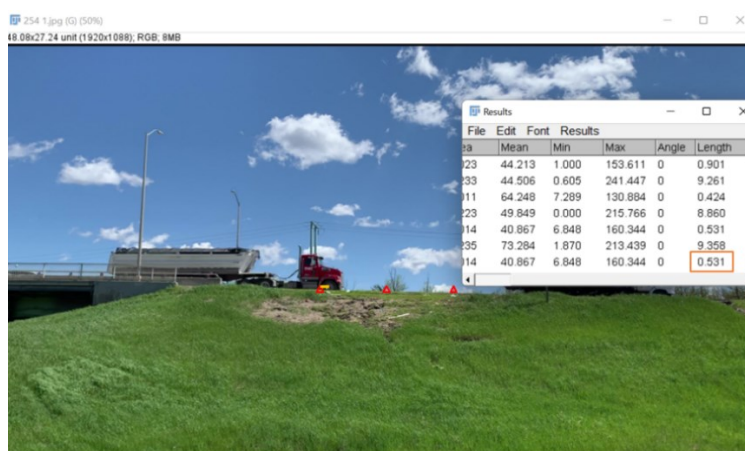 254 1.jpg (G) (50%)
48.08x27.24 unit (1920x1088); RGB; 8MB
Results
File Edit Font Results
ea Mean Min Max Angle Length
023 44.213 1.000 153.611 0 0.901
233 44.506 0.605 241.447 0 9.261
011 64.248 7.289 130.884 0 0.424
223 49.849 0.000 215.766 0 8.860
014 40.867 6.848 160.344 0 0.531
235 73.284 1.870 213.439 0 9.358
014 40.867 6.848 160.344 0 0.531